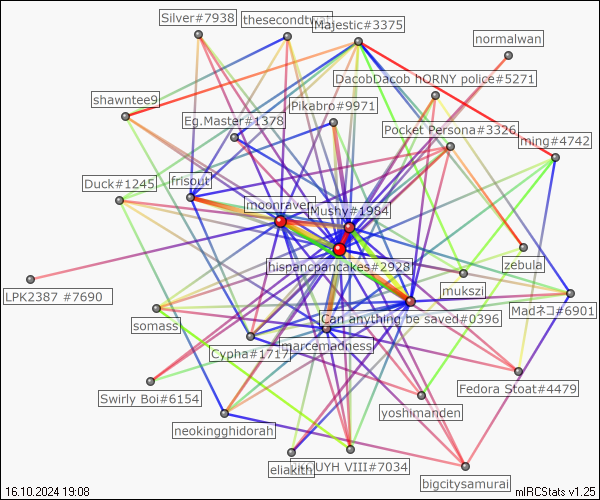 Silver#7938
Majestic#3375
normalwan
DacobDacob hORNY police#5271
shawntee9
Pikabro#9971
Eg.Master#1378
Pocket Persona#3326
ming#4742
Duck#1245
frisout
moonraven
Mushy#1984
hispancpancakes#2928
zebula
mukszi
LPK2387 #7690
Madネコ#6901
somassi
Can anything be saved#0396
marcemadness
Cypha#1717
Fedora Stoat#4479
Swirly Boi#6154
yoshimanden
neokingghidorah
eliakith
UYH VIII#7034
bigcitysamurai
16.10.2024 19:08
mIRCStats v1.25